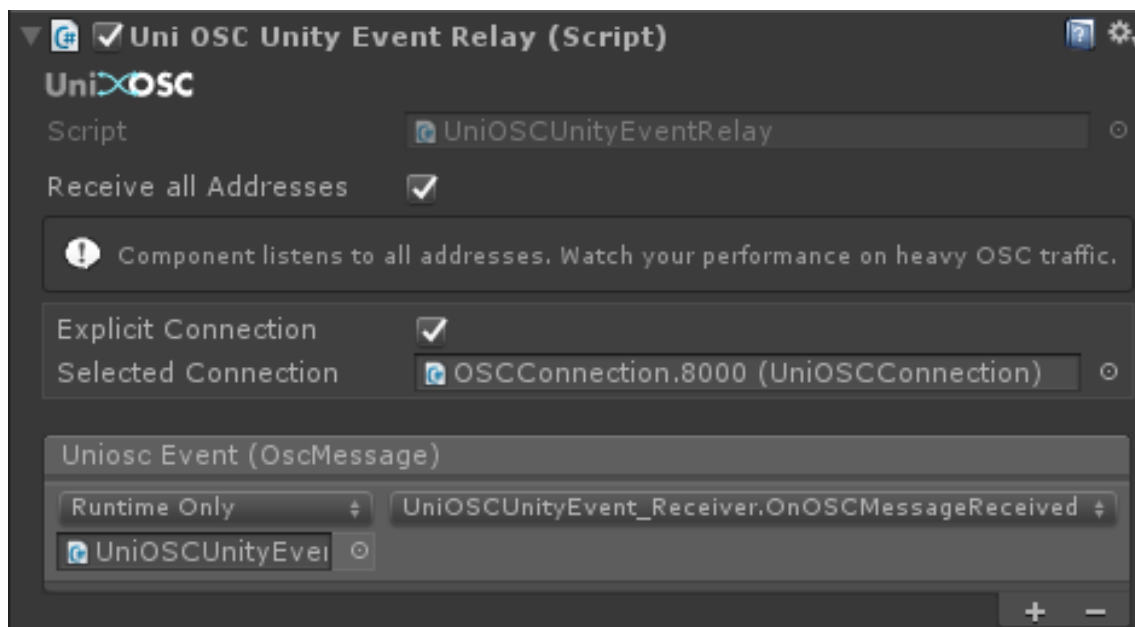 Uni OSC Unity Event Relay (Script)
UniOSC
Script UniOSCUnityEventRelay
Receive all Addresses
Component listens to all addresses. Watch your performance on heavy OSC traffic.
Explicit Connection
Selected Connection OSCConnection.8000 (UniOSCConnection)
Uniosc Event (OscMessage)
Runtime Only UniOSCUnityEvent_Receiver.OnOSCMessageReceived
UniOSCUnityEver